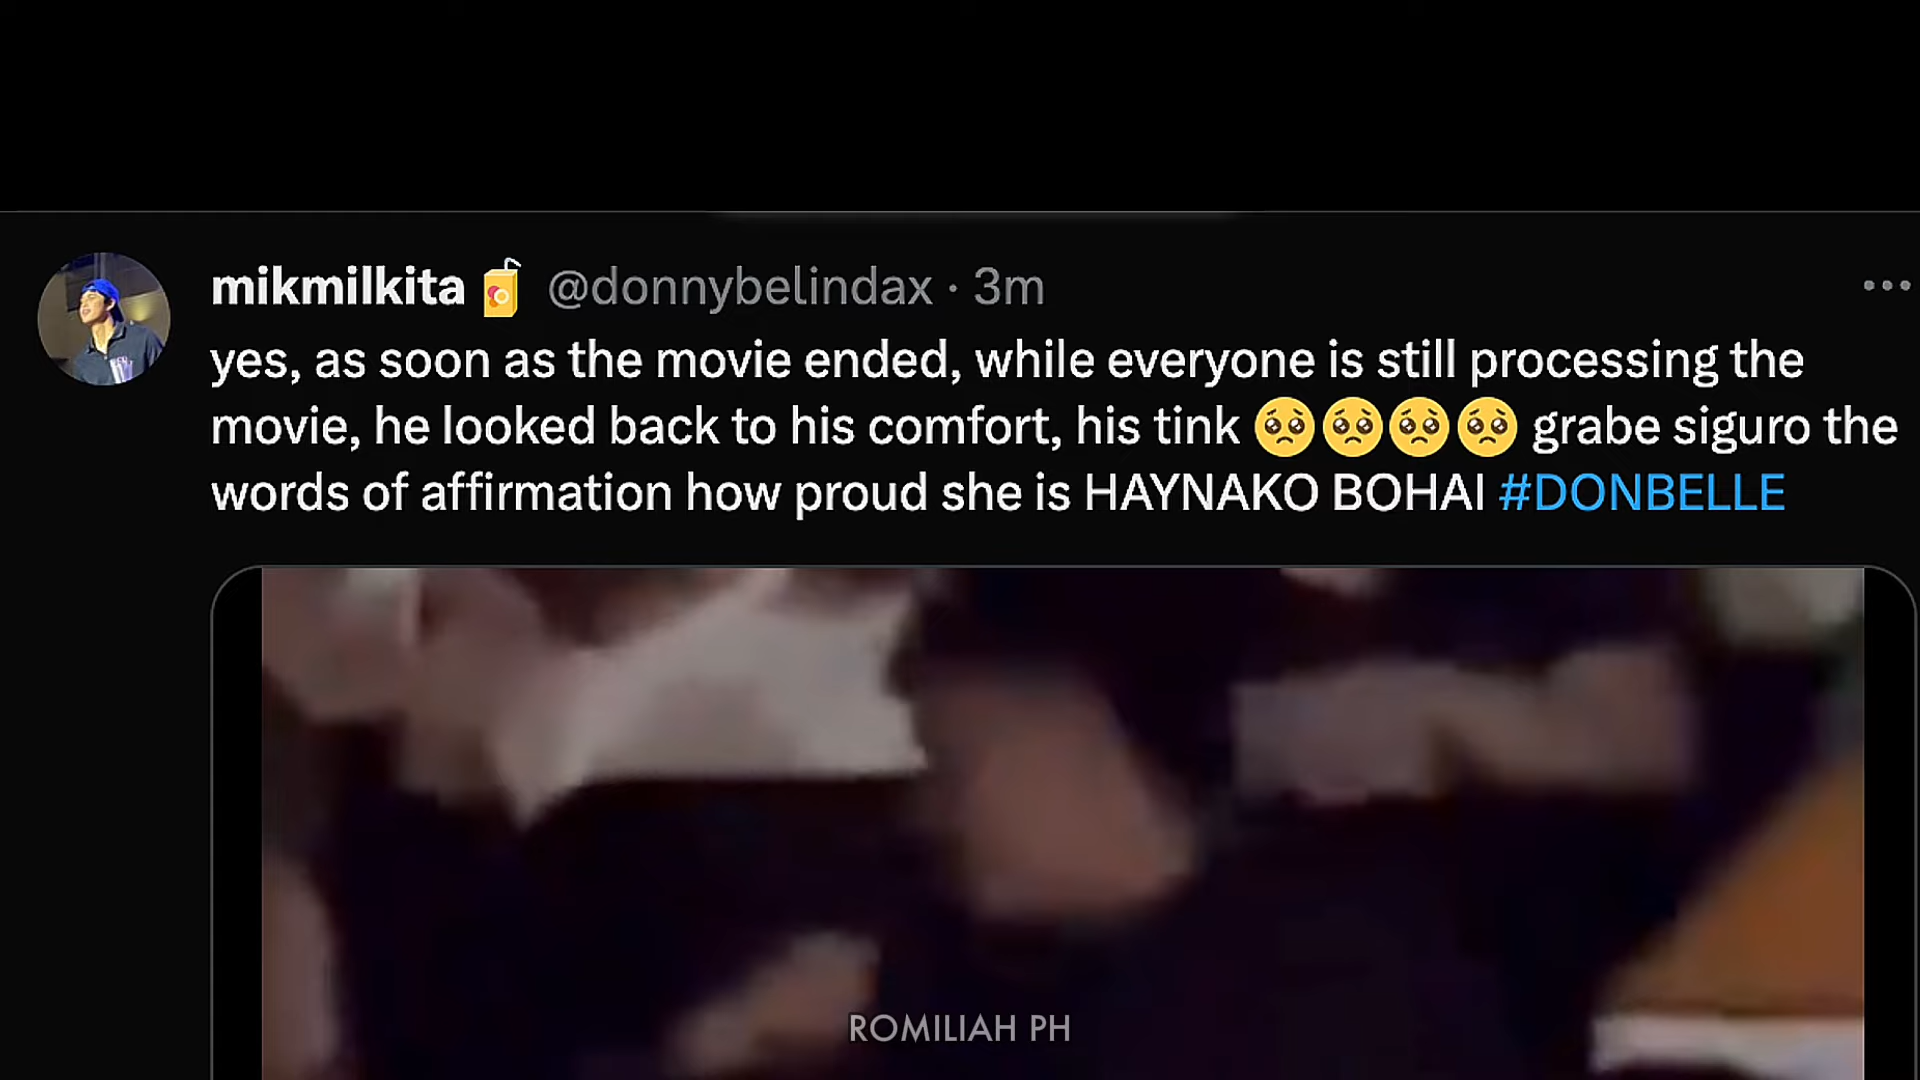 mikmilkita 🧃 @donnybelindax · 3m
yes, as soon as the movie ended, while everyone is still processing the
movie, he looked back to his comfort, his tink 🥺🥺🥺🥺 grabe siguro the
words of affirmation how proud she is HAYNAKO BOHAI #DONBELLE
ROMILIAH PH